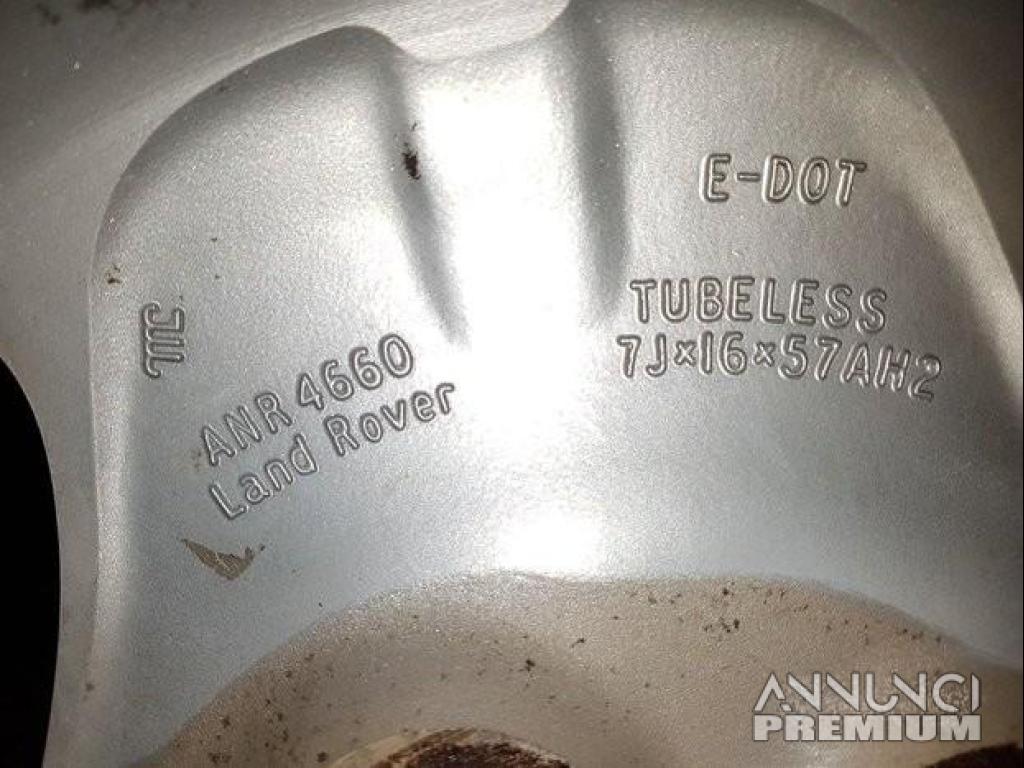 E-DOT
TUBELESS
7J×16×57AH2
ANR 4660
Land Rover
ANNUNCI
PREMIUM